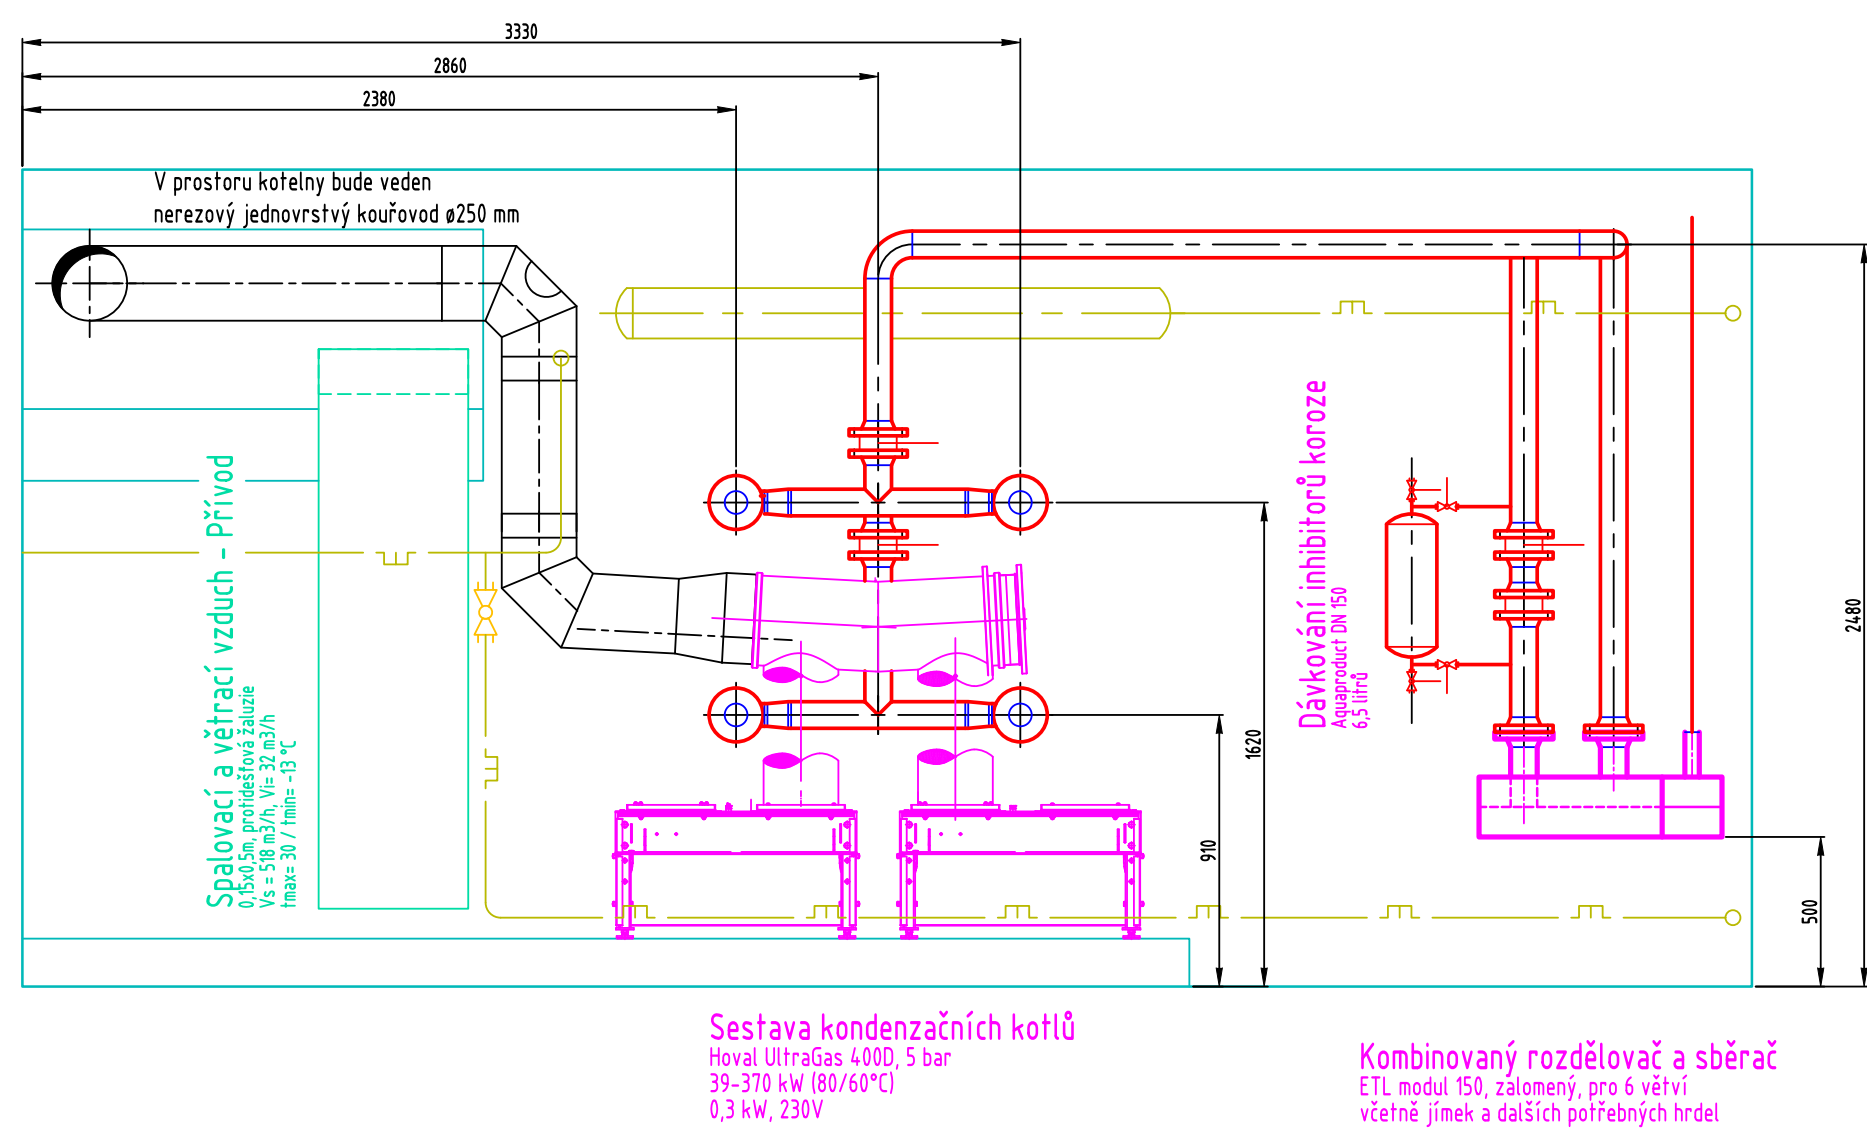 3330
2860
2380
V prostoru kotelny bude veden
nerezový jednovrstvý kouřovod ø250 mm
Spalovací a větrací vzduch - Přívod
0,15x0,5m, protidešťová žaluzie
Vs = 518 m3/h, Vi= 32 m3/h
tmax= 30 / tmin= -13 °C
Dávkování inhibitorů koroze
Aquaproduct DN 150
6,5 litrů
2480
1620
910
500
Sestava kondenzačních kotlů
Hoval UltraGas 400D, 5 bar
39-370 kW (80/60°C)
0,3 kW, 230V
Kombinovaný rozdělovač a sběrač
ETL modul 150, zalomený, pro 6 větví
včetně jímek a dalších potřebných hrdel